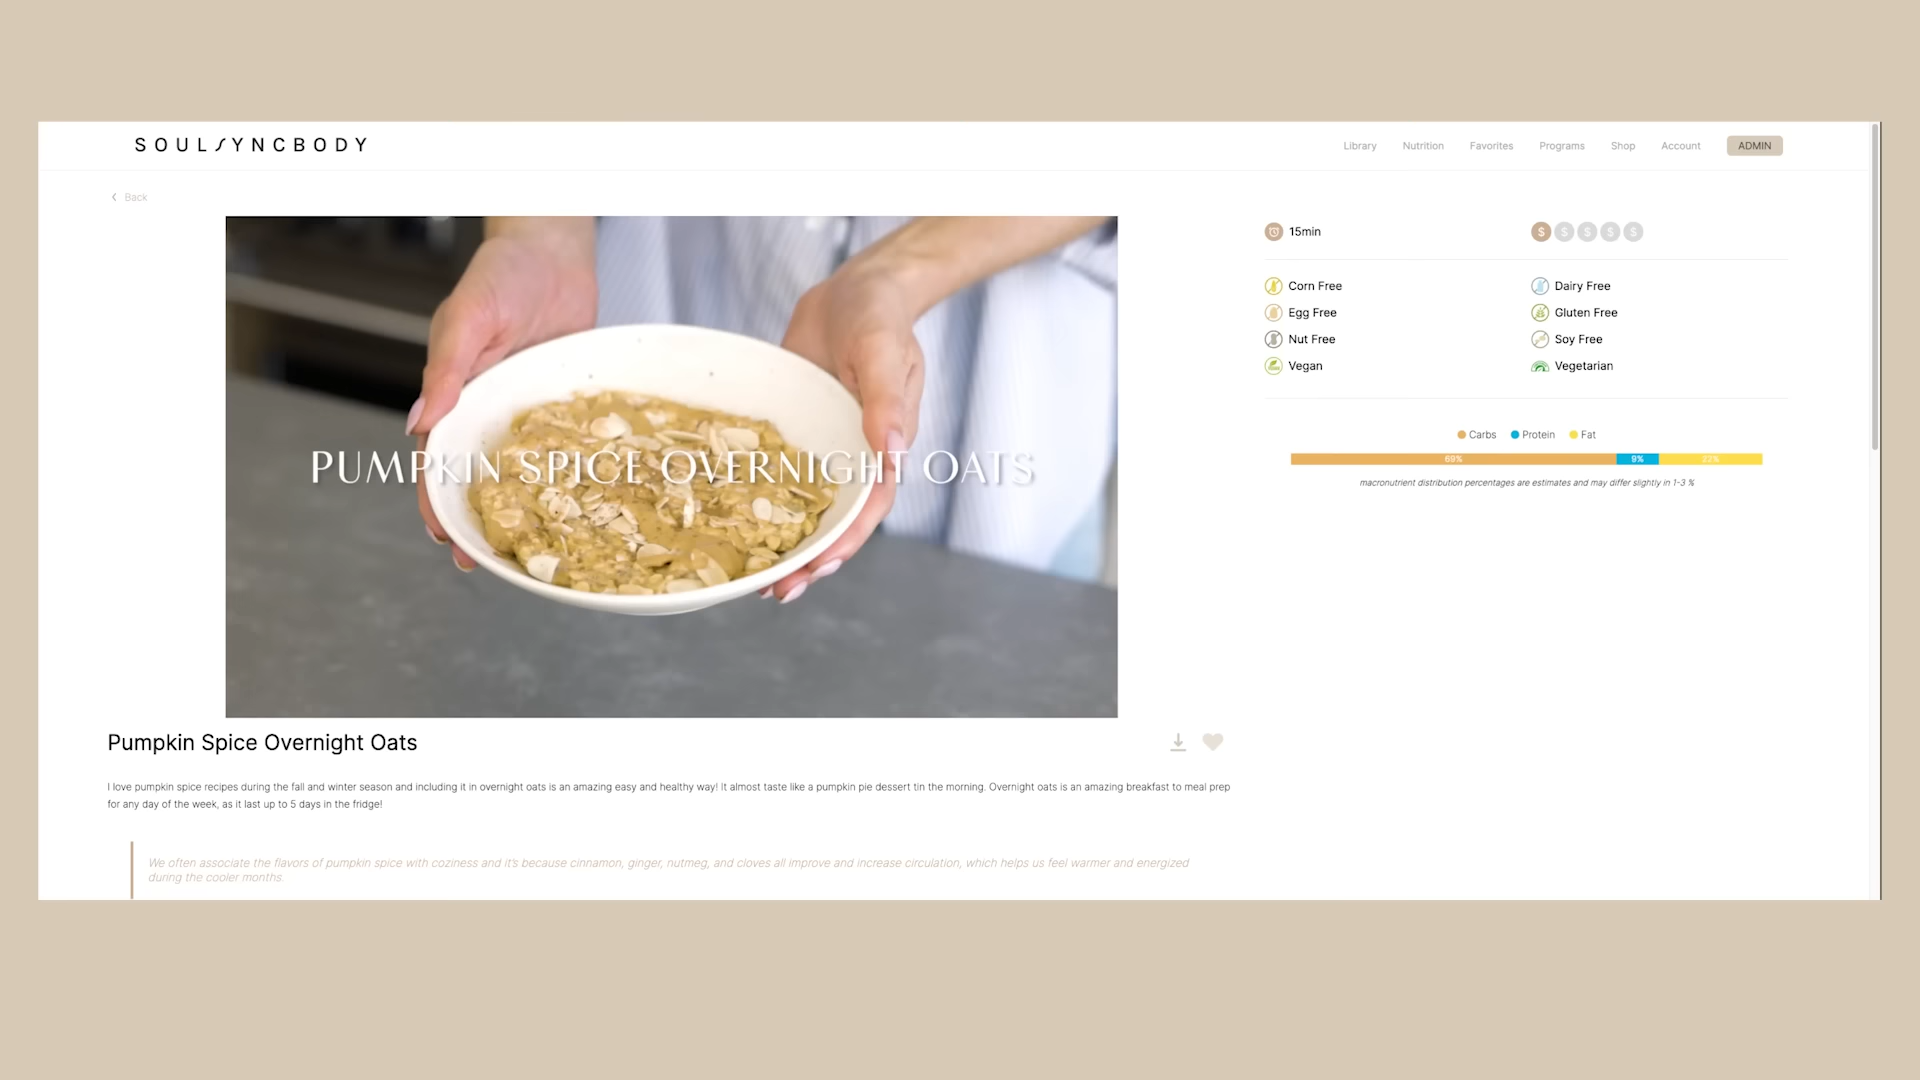 SOULSYNCBODY
Library Nutrition Favorites Programs Shop Account ADMIN
Back
PUMPKIN SPICE OVERNIGHT OATS
15min
$ $ $ $ $
Corn Free
Dairy Free
Egg Free
Gluten Free
Nut Free
Soy Free
Vegan
Vegetarian
Carbs Protein Fat
69% 9% 22%
macronutrient distribution percentages are estimates and may differ slightly in 1-3 %
Pumpkin Spice Overnight Oats
I love pumpkin spice recipes during the fall and winter season and including it in overnight oats is an amazing easy and healthy way! It almost taste like a pumpkin pie dessert tin the morning. Overnight oats is an amazing breakfast to meal prep
for any day of the week, as it last up to 5 days in the fridge!
We often associate the flavors of pumpkin spice with coziness and it's because cinnamon, ginger, nutmeg, and cloves all improve and increase circulation, which helps us feel warmer and energized
during the cooler months.